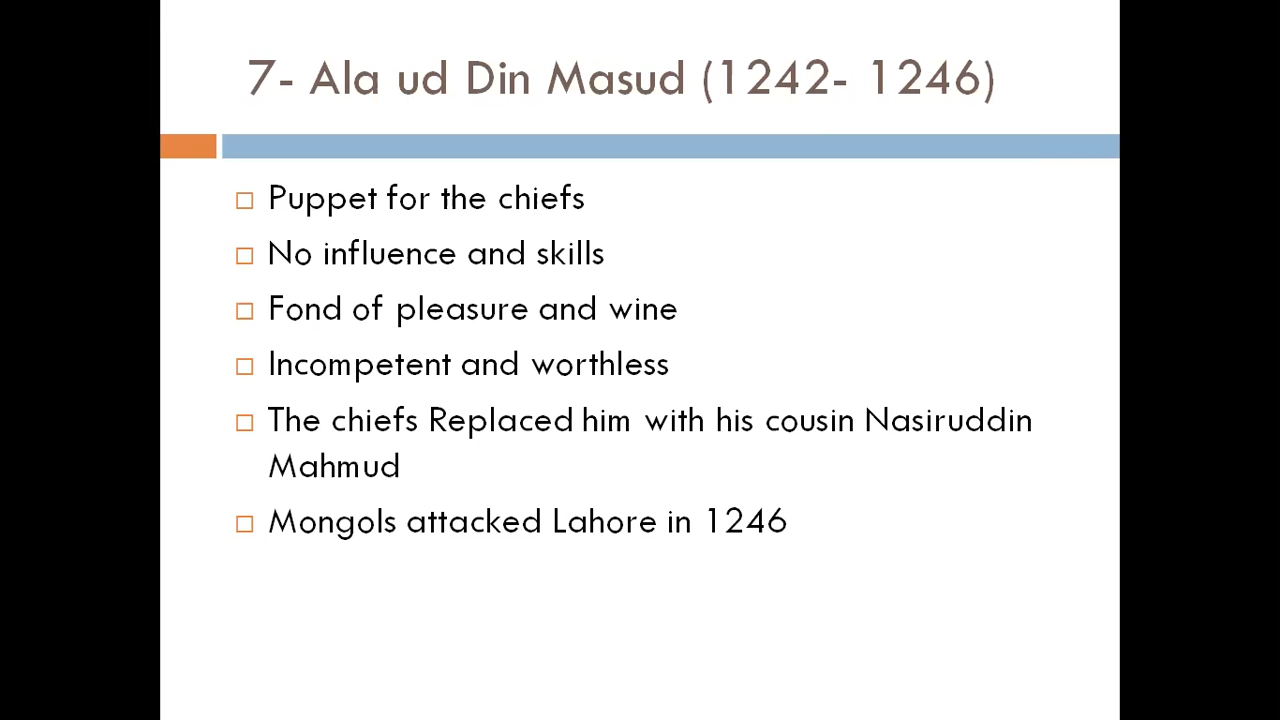 7- Ala ud Din Masud (1242- 1246)
Puppet for the chiefs
No influence and skills
Fond of pleasure and wine
Incompetent and worthless
The chiefs Replaced him with his cousin Nasiruddin
Mahmud
Mongols attacked Lahore in 1246